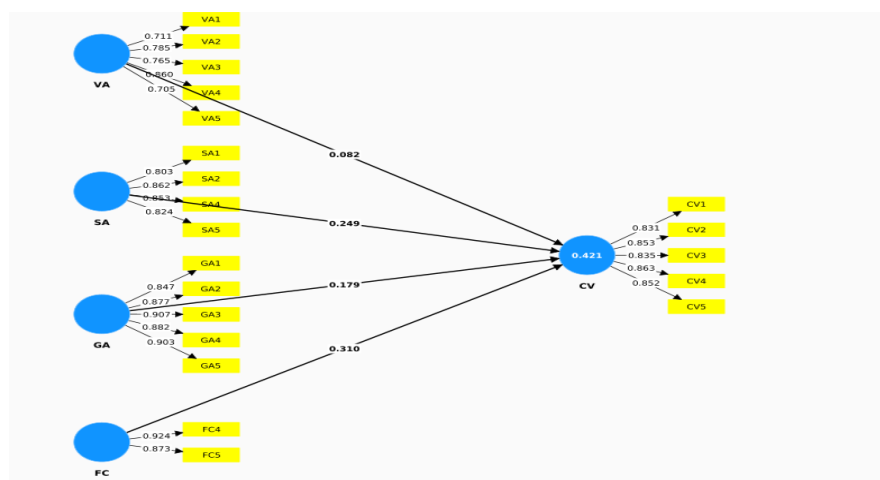 VA1
0.711
VA2
0.785
VA3
0.765
VA4
0.860
VA5
0.705
VA
0.082
SA1
0.803
SA2
0.862
SA4
0.853
SA5
0.824
SA
0.249
CV1
0.831
CV2
0.853
CV3
0.835
CV4
0.863
CV5
0.852
0.421
CV
GA1
0.847
GA2
0.877
GA3
0.907
GA4
0.882
GA5
0.903
GA
0.179
0.310
FC4
0.924
FC5
0.873
FC